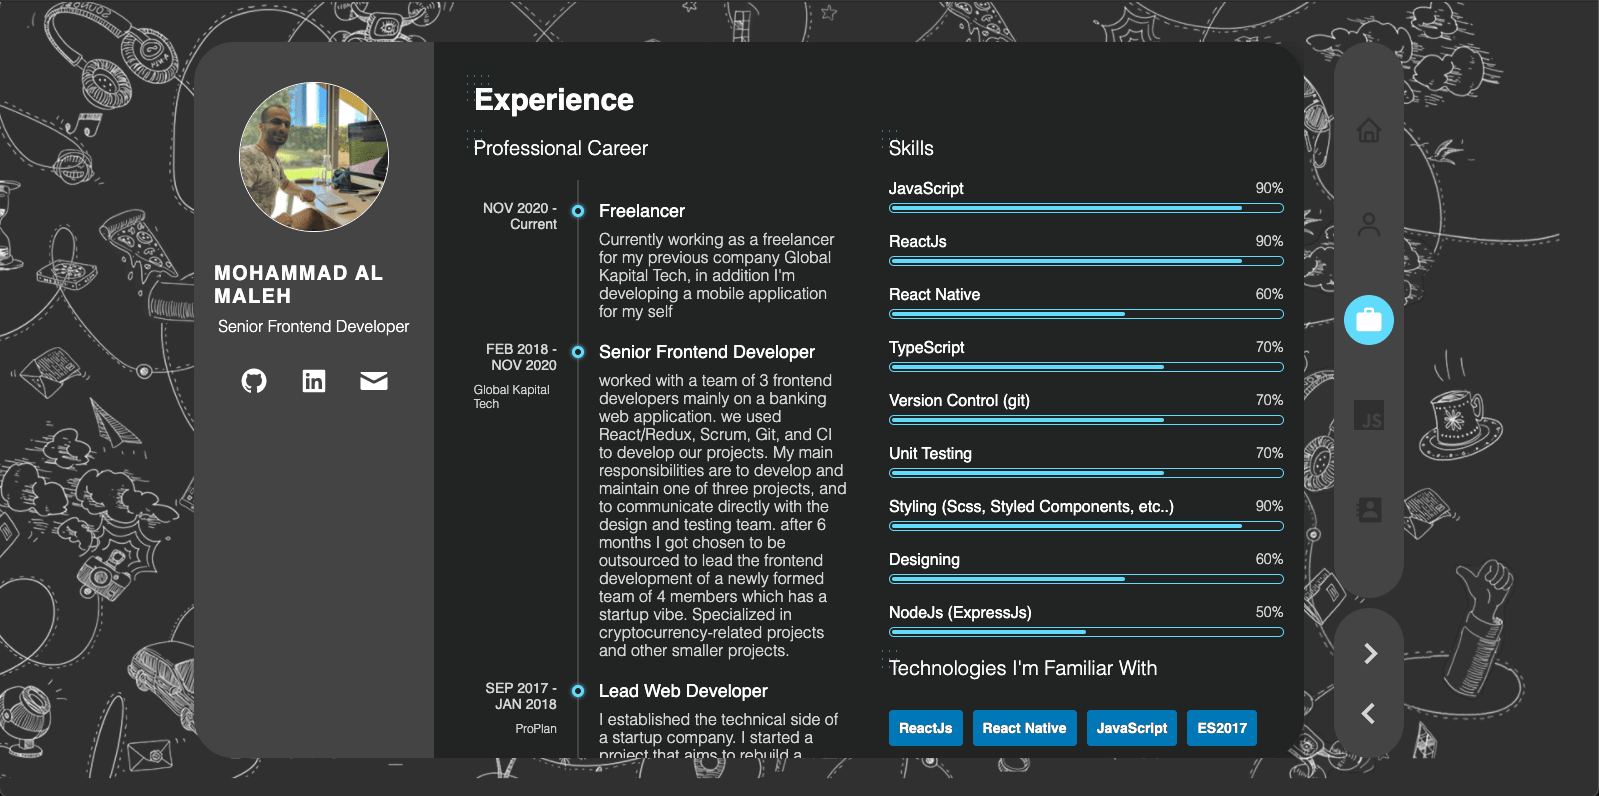 MOHAMMAD AL
MALEH
Senior Frontend Developer
Experience
Professional Career
NOV 2020 -
Current
Freelancer
Currently working as a freelancer
for my previous company Global
Kapital Tech, in addition I'm
developing a mobile application
for my self
FEB 2018 -
NOV 2020
Global Kapital
Tech
Senior Frontend Developer
worked with a team of 3 frontend
developers mainly on a banking
web application. we used
React/Redux, Scrum, Git, and CI
to develop our projects. My main
responsibilities are to develop and
maintain one of three projects, and
to communicate directly with the
design and testing team. after 6
months I got chosen to be
outsourced to lead the frontend
development of a newly formed
team of 4 members which has a
startup vibe. Specialized in
cryptocurrency-related projects
and other smaller projects.
SEP 2017 -
JAN 2018
ProPlan
Lead Web Developer
I established the technical side of
a startup company. I started a
project that aims to rebuild a
Skills
JavaScript 90%
ReactJs 90%
React Native 60%
TypeScript 70%
Version Control (git) 70%
Unit Testing 70%
Styling (Scss, Styled Components, etc..) 90%
Designing 60%
NodeJs (ExpressJs) 50%
Technologies I'm Familiar With
ReactJs React Native JavaScript ES2017
JS